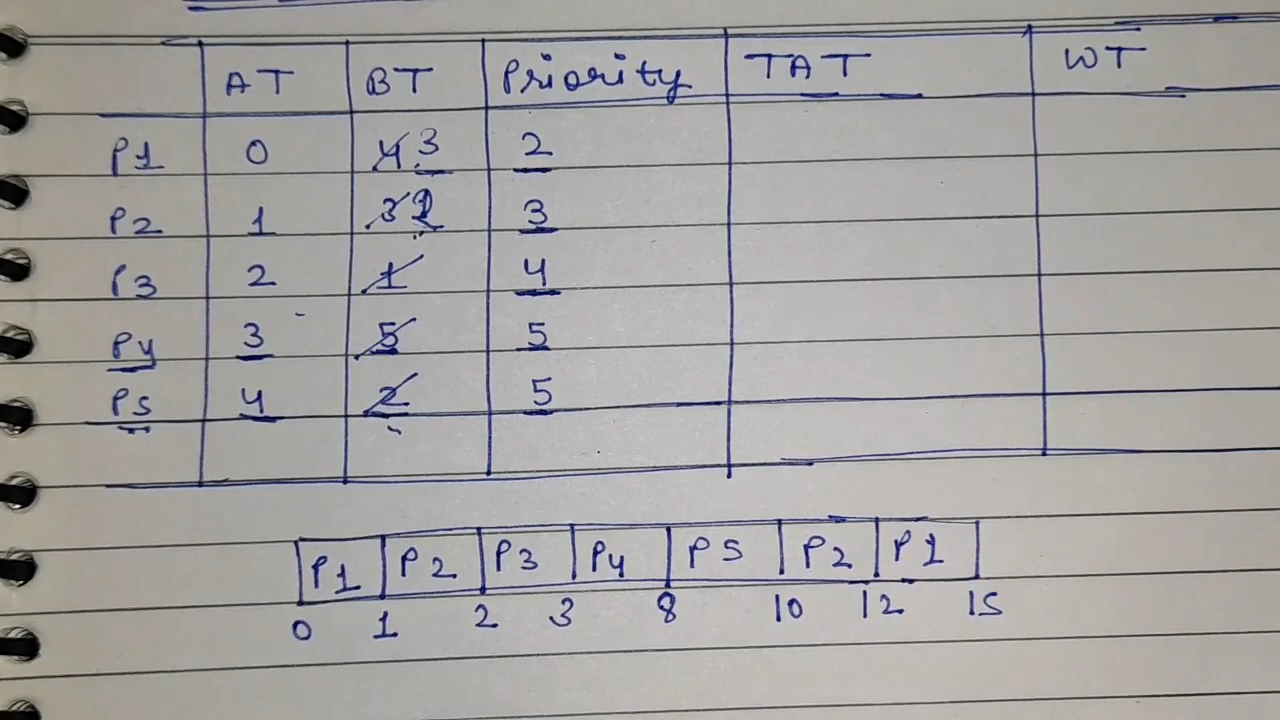 AT BT Priority TAT WT
P1 0 4 3 2
P2 1 3 2 3
P3 2 1 4
P4 3 5 5
P5 4 2 5
P1 P2 P3 P4 P5 P2 P1
0 1 2 3 8 10 12 15